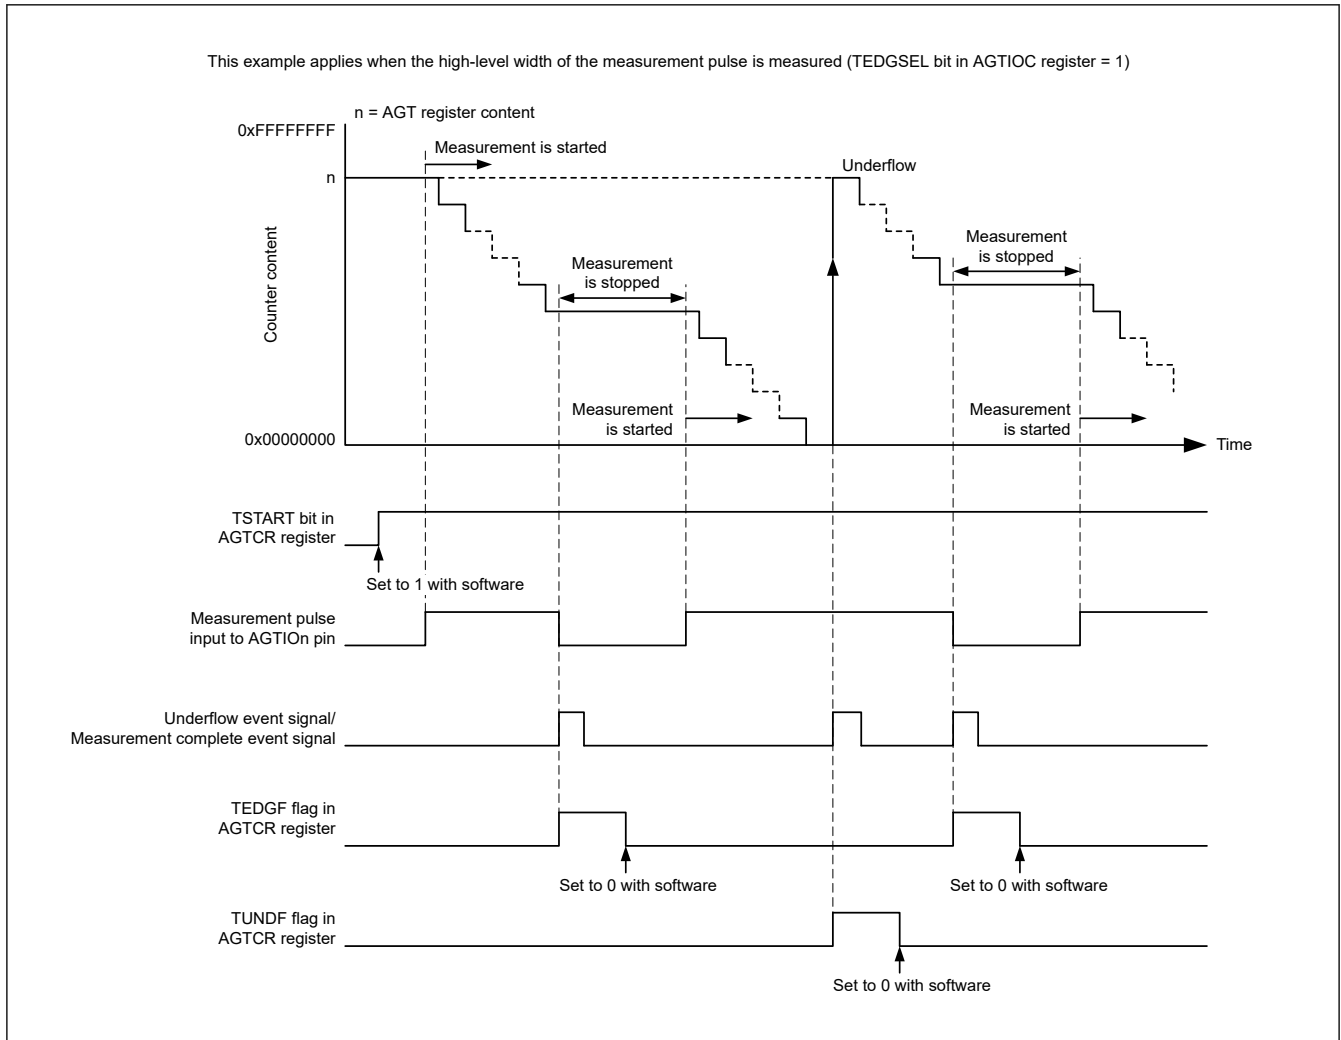 This example applies when the high-level width of the measurement pulse is measured (TEDGSEL bit in AGTIOC register = 1)
n = AGT register content
0xFFFFFFFF
Measurement is started
Underflow
n
Counter content
Measurement
is stopped
Measurement
is stopped
Measurement
is started
Measurement
is started
0x00000000
Time
TSTART bit in
AGTCR register
Set to 1 with software
Measurement pulse
input to AGTIOn pin
Underflow event signal/
Measurement complete event signal
TEDGF flag in
AGTCR register
Set to 0 with software
Set to 0 with software
TUNDF flag in
AGTCR register
Set to 0 with software